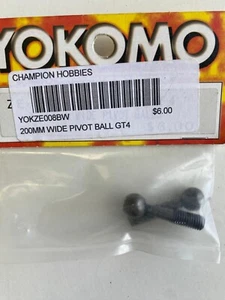 YOKOMO
CHAMPION HOBBIES
YOKZE008BW
$6.00
200MM WIDE PIVOT BALL GT4